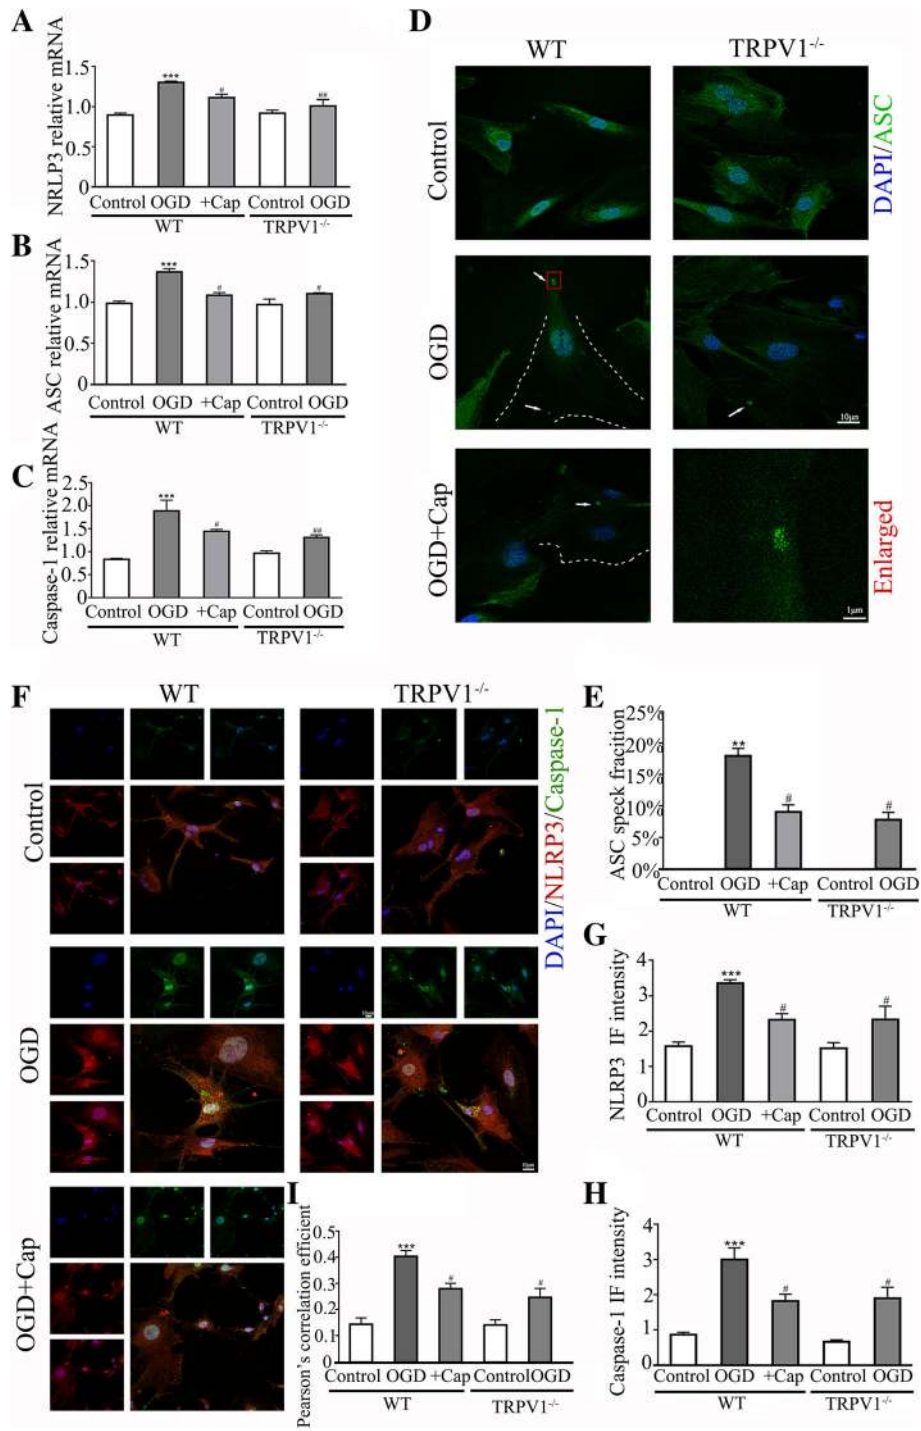 A
NRLP3 relative mRNA
1.5
1.0
0.5
0
***
#
##
Control OGD +Cap Control OGD
WT TRPV1-/-
B
ASC relative mRNA
1.5
1.0
0.5
0
***
#
#
Control OGD +Cap Control OGD
WT TRPV1-/-
C
Caspase-1 relative mRNA
2.5
2.0
1.5
1.0
0.5
0
***
#
##
Control OGD +Cap Control OGD
WT TRPV1-/-
D
WT TRPV1-/-
Control
OGD
OGD+Cap
DAPI/ASC
10μm
Enlarged
1μm
F
WT TRPV1-/-
Control
OGD
OGD+Cap
DAPI/NLRP3/Caspase-1
E
ASC speck fracition
25%
20%
15%
10%
5%
0%
**
#
#
Control OGD +Cap Control OGD
WT TRPV1-/-
G
NLRP3 IF intensity
4
3
2
1
0
***
#
#
Control OGD +Cap Control OGD
WT TRPV1-/-
I
Pearson's correlation efficient
0.5
0.4
0.3
0.2
0.1
0
***
#
#
Control OGD +Cap Control OGD
WT TRPV1-/-
H
Caspase-1 IF intensity
4
3
2
1
0
***
#
#
Control OGD +Cap Control OGD
WT TRPV1-/-